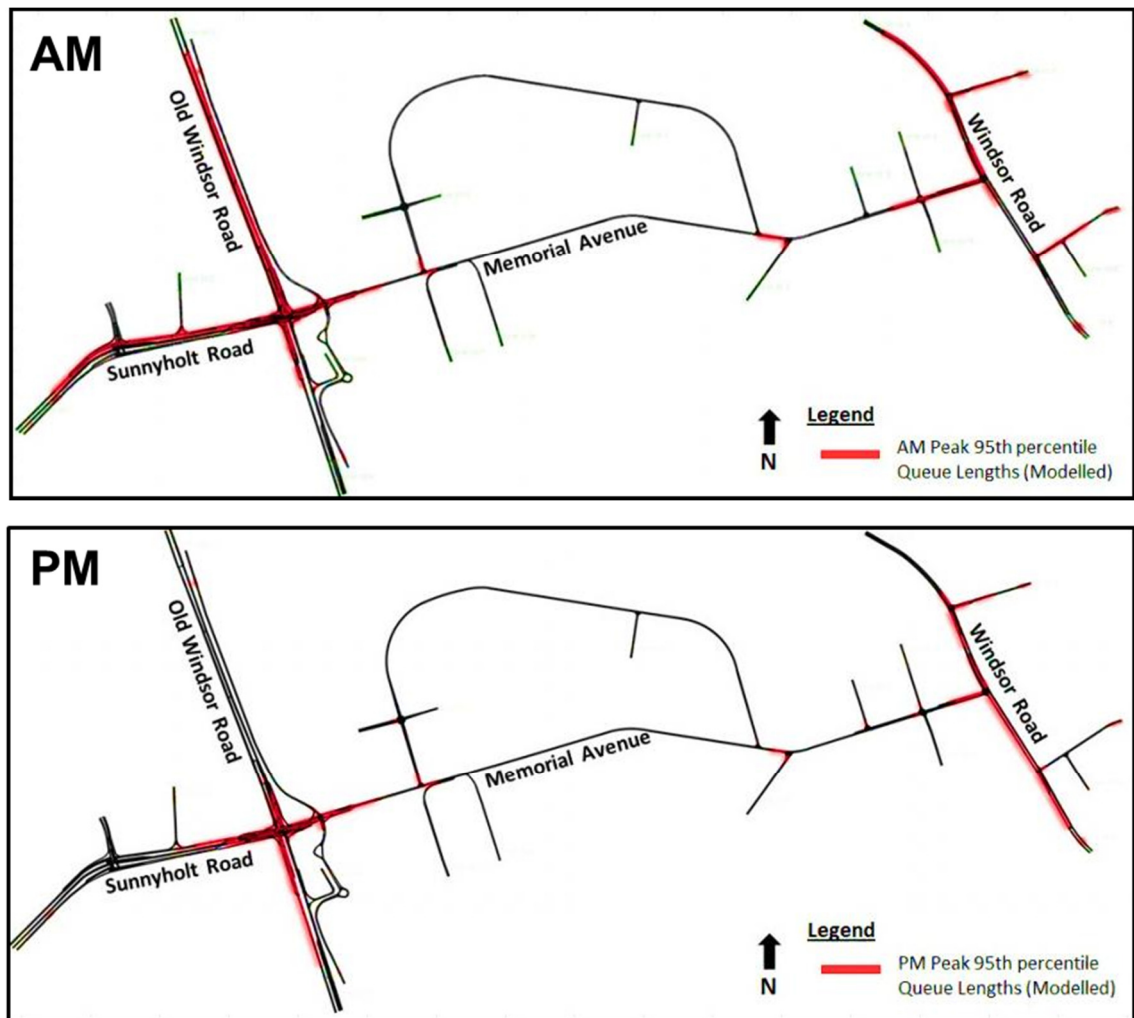 AM
Old Windsor Road
Windsor Road
Memorial Avenue
Sunnyholt Road
Legend
N
AM Peak 95th percentile
Queue Lengths (Modelled)
PM
Old Windsor Road
Windsor Road
Memorial Avenue
Sunnyholt Road
Legend
N
PM Peak 95th percentile
Queue Lengths (Modelled)